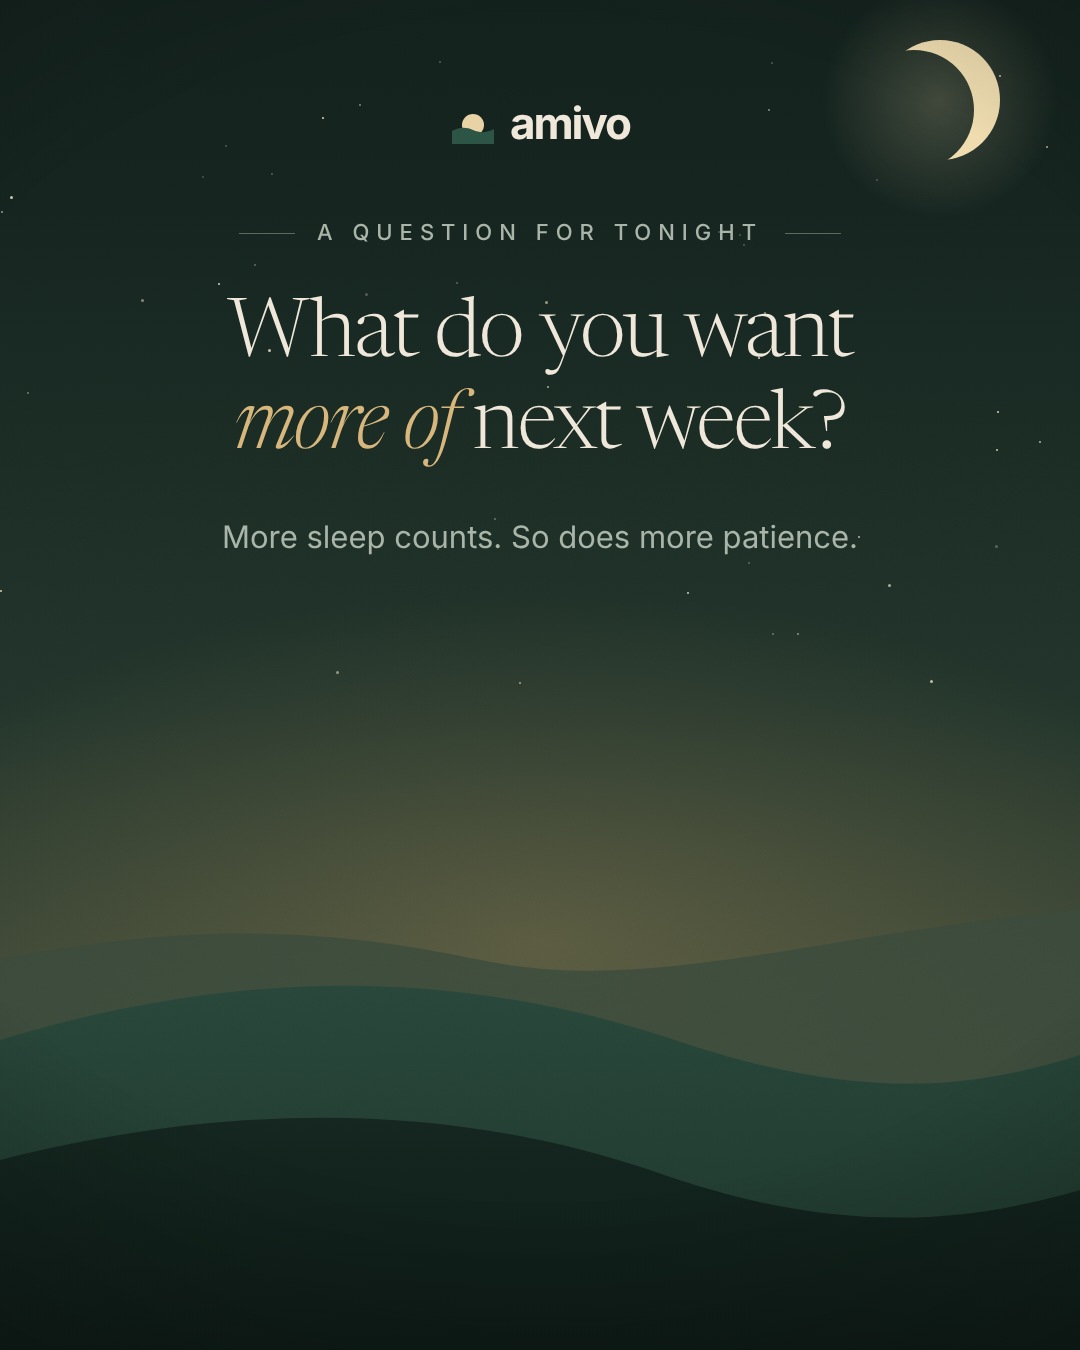 amivo
A QUESTION FOR TONIGHT
What do you want
more of next week?
More sleep counts. So does more patience.